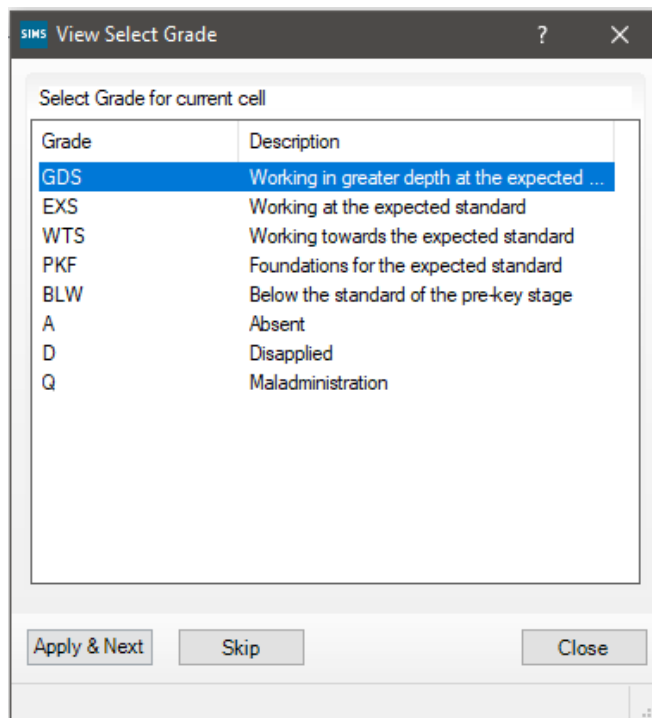 SIMS View Select Grade ?
Select Grade for current cell
Grade Description
GDS Working in greater depth at the expected ...
EXS Working at the expected standard
WTS Working towards the expected standard
PKF Foundations for the expected standard
BLW Below the standard of the pre-key stage
A Absent
D Disapplied
Q Maladministration
Apply & Next Skip Close